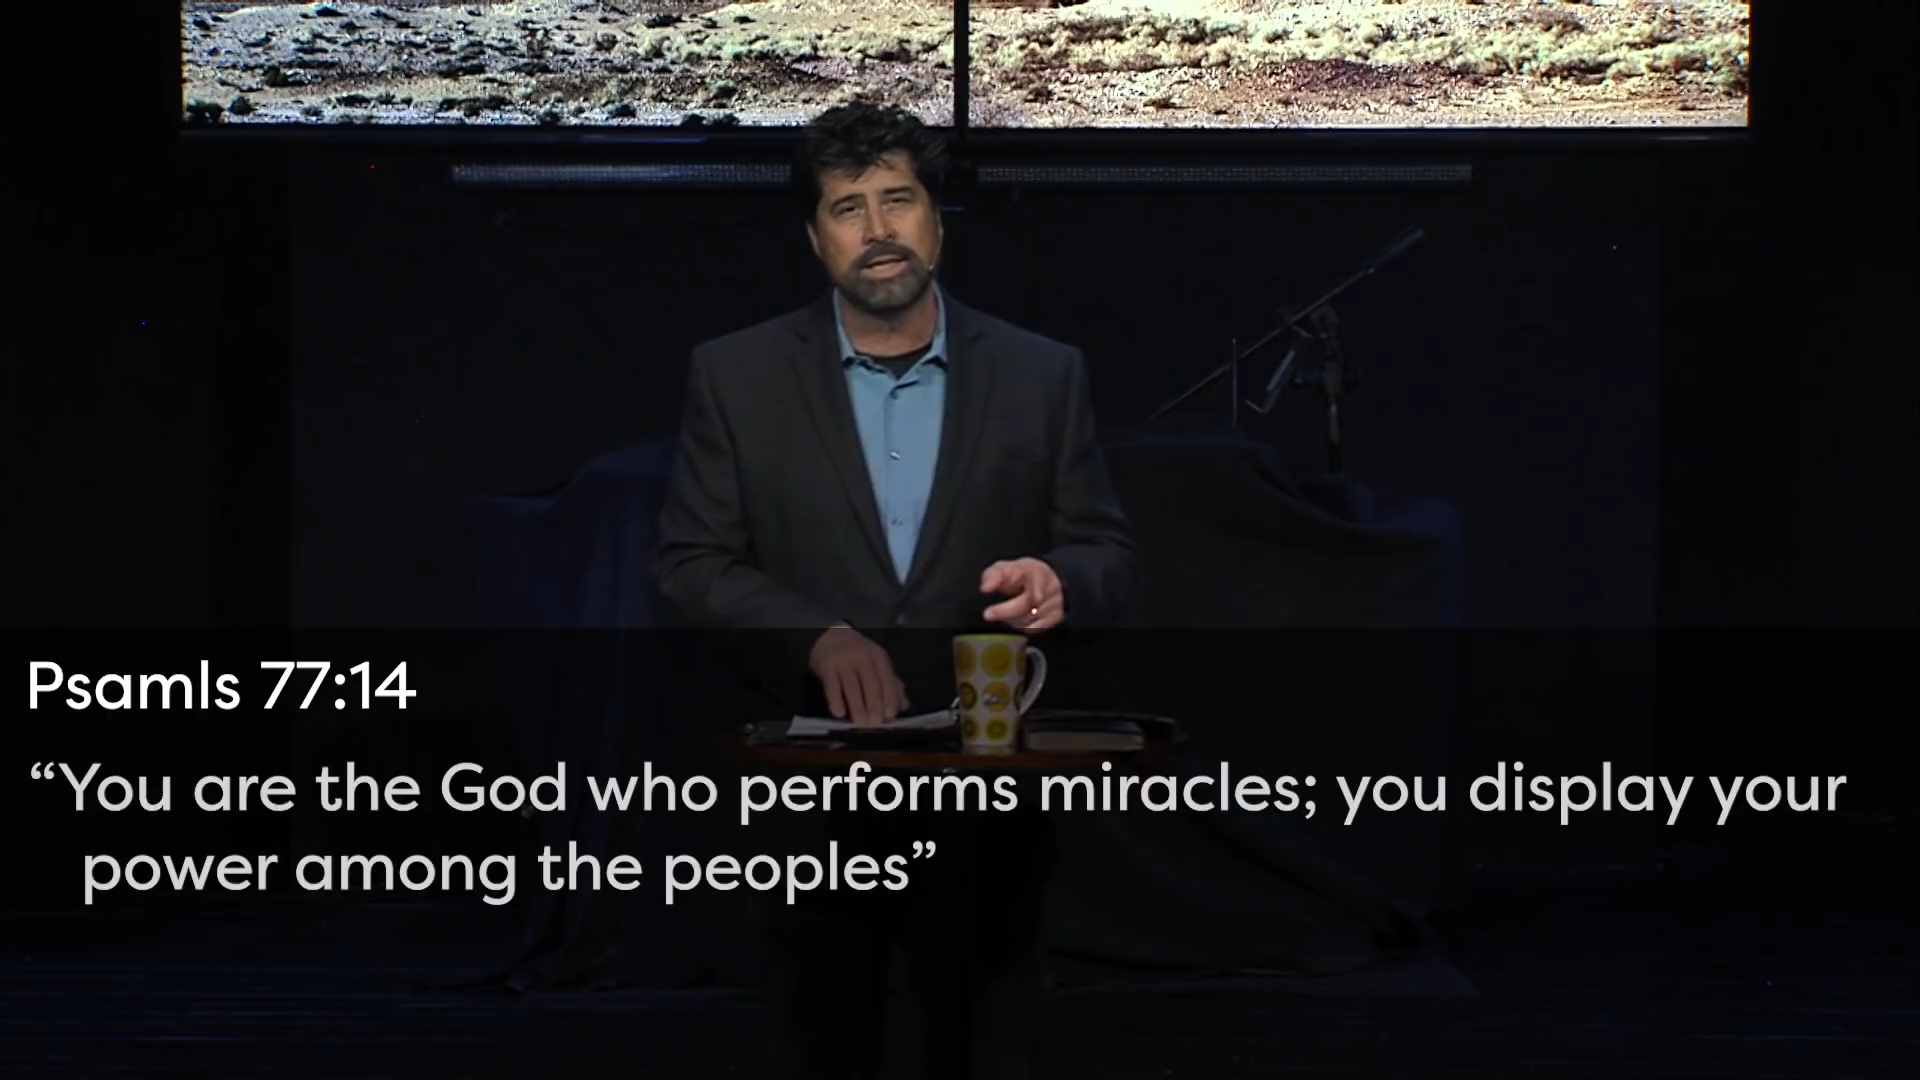 Psamls 77:14
“You are the God who performs miracles; you display your
power among the peoples”